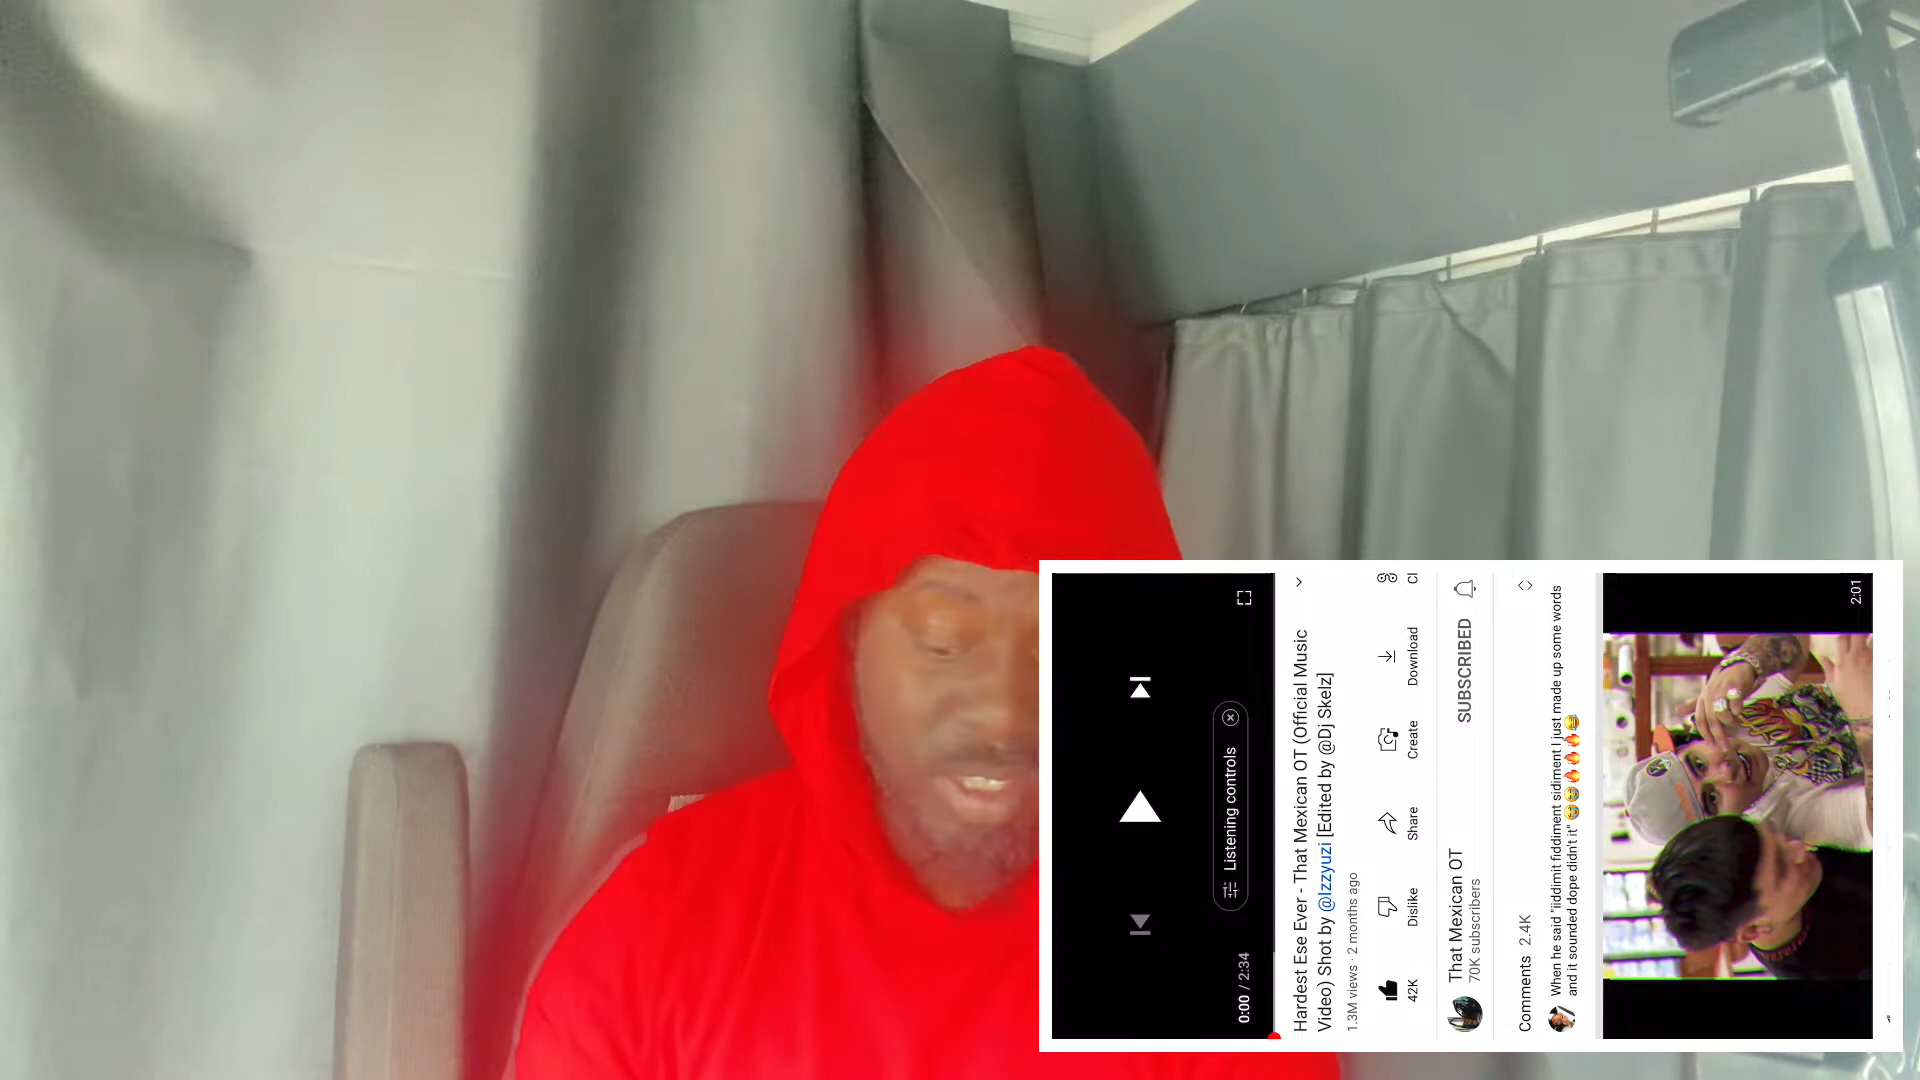 0:00 / 2:34
Listening controls
Hardest Ese Ever - That Mexican OT (Official Music
Video) Shot by @Izzyuzi [Edited by @Dj Skelz]
1.3M views · 2 months ago
42K
Dislike
Share
Create
Download
Cl
That Mexican OT
70K subscribers
SUBSCRIBED
Comments 2.4K
When he said "iiddimit fiddiment sidiment I just made up some words
and it sounded dope didn't it" 😂😂🔥🔥🔥🔥😂
2:01